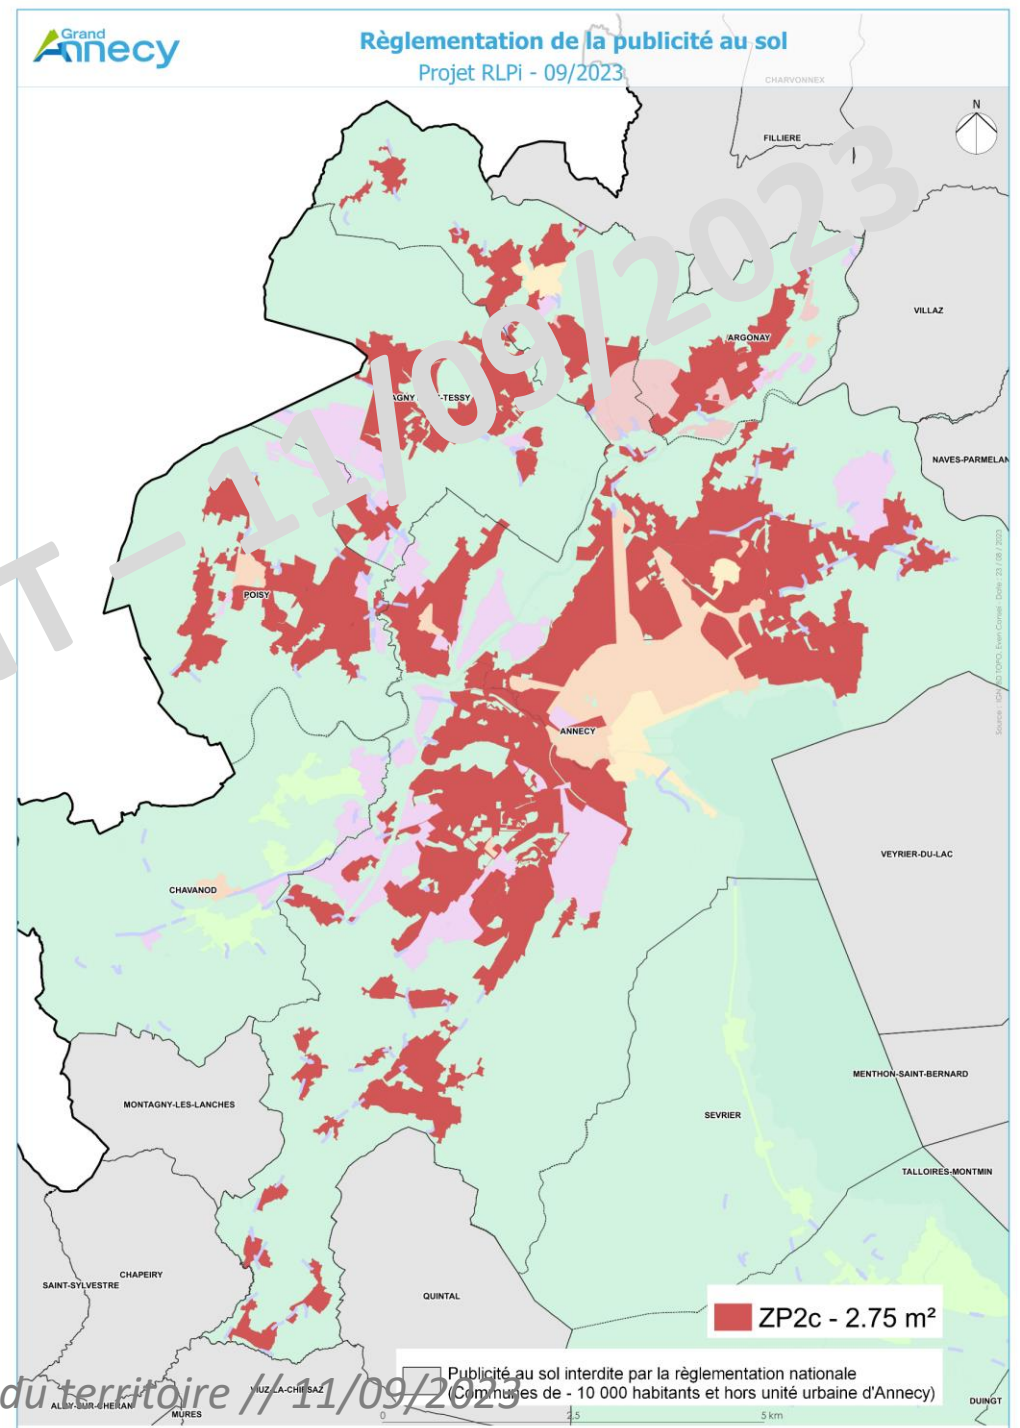 Grand
Annecy
Règlementation de la publicité au sol
Projet RLPi - 09/2023
CHARVONNEX
N
FILLIERE
VILLAZ
ARGONAY
NAVES-PARMELAN
POISY
ANNECY
VEYRIER-DU-LAC
CHAVANOD
MENTHON-SAINT-BERNARD
MONTAGNY-LES-LANCHES
SEVRIER
TALLOIRES-MONTMIN
CHAPEIRY
SAINT-SYLVESTRE
QUINTAL
ZP2c - 2.75 m²
Publicité au sol interdite par la règlementation nationale
(Communes de - 10 000 habitants et hors unité urbaine d'Annecy)
DUINGT
MÛRES
0 2,5 5 km
T – 11/09/2023
du territoire // 11/09/2023